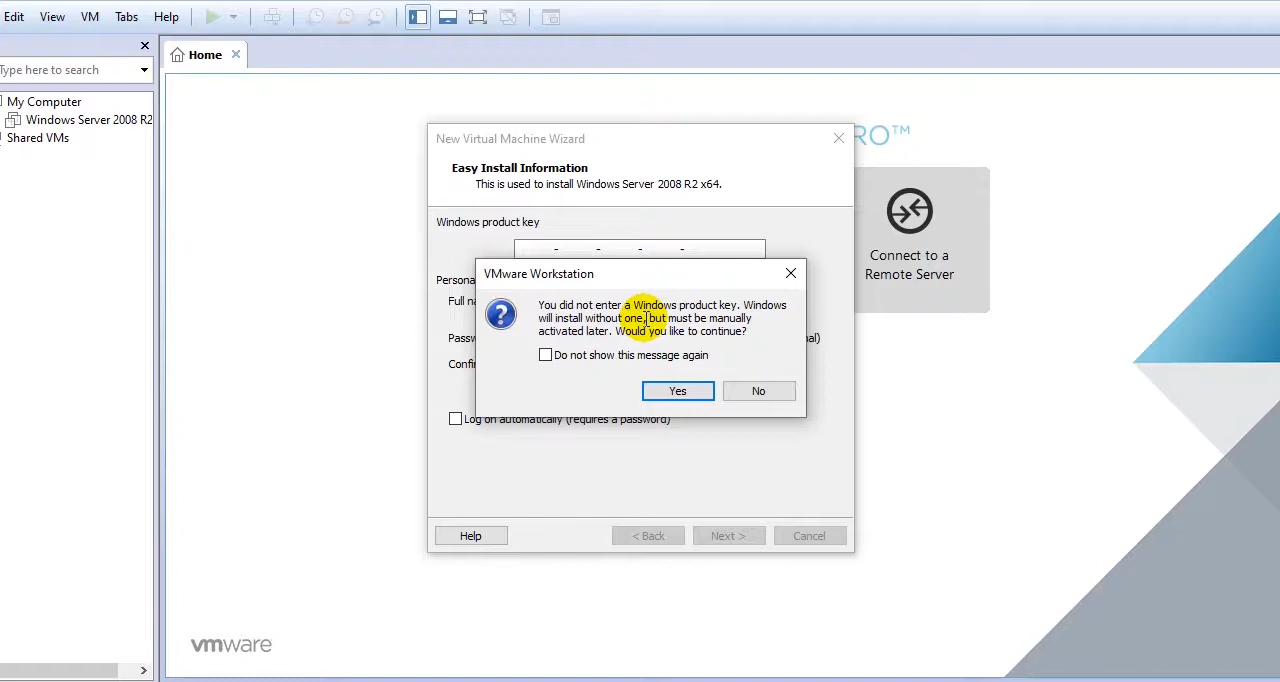 Edit View VM Tabs Help
Type here to search
Home
My Computer
Windows Server 2008 R2
Shared VMs
RO™
New Virtual Machine Wizard
Easy Install Information
This is used to install Windows Server 2008 R2 x64.
Connect to a
Remote Server
Windows product key
- - - -
VMware Workstation
Persona
You did not enter a Windows product key. Windows
will install without one, but must be manually
activated later. Would you like to continue?
Full na
Passw
al)
Confi
Do not show this message again
Yes No
Log on automatically (requires a password)
Help < Back Next > Cancel
vmware